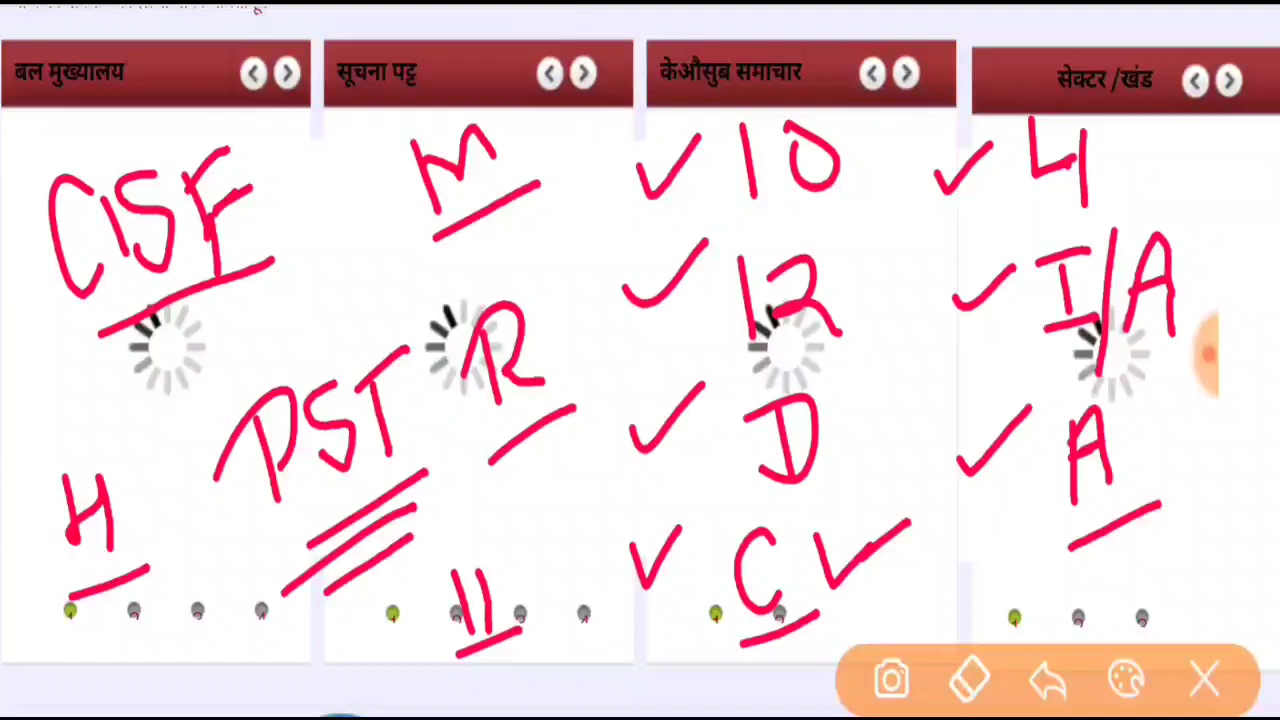 बल मुख्यालय
सूचना पट्ट
केऔसुब समाचार
सेक्टर /खंड
CISF
M
✓ 10
✓ 4
✓ 12
✓ I/A
PST
R
✓ D
✓ A
H
11
✓ C ✓